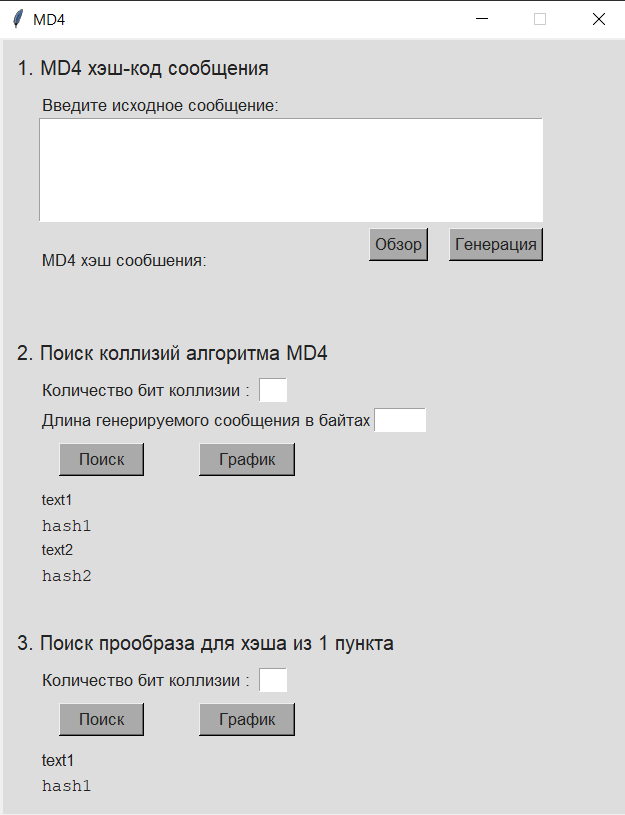 MD4
1. MD4 хэш-код сообщения
Введите исходное сообщение:
Обзор Генерация
MD4 хэш сообшения:
2. Поиск коллизий алгоритма MD4
Количество бит коллизии :
Длина генерируемого сообщения в байтах
Поиск График
text1
hash1
text2
hash2
3. Поиск прообраза для хэша из 1 пункта
Количество бит коллизии :
Поиск График
text1
hash1